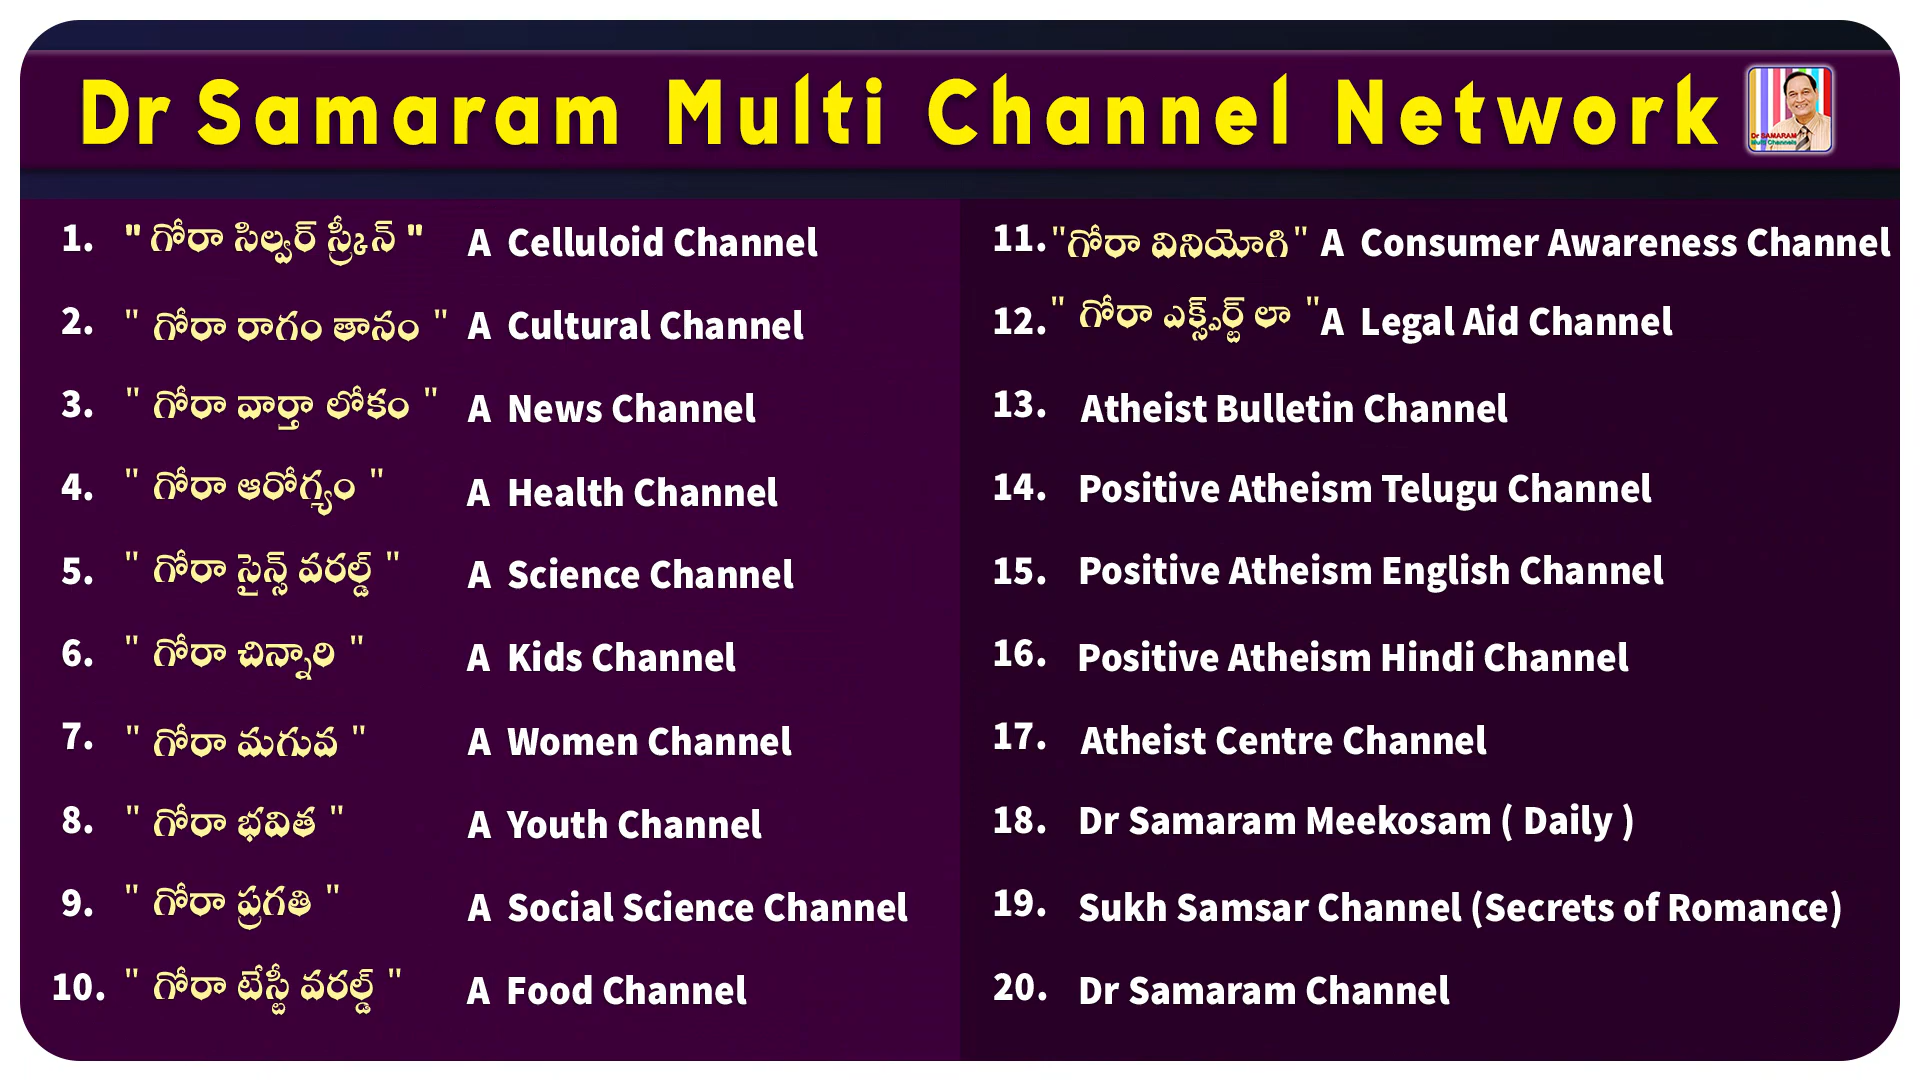 Dr Samaram Multi Channel Network
Dr SAMARAM
Multi Channels
1. " గోరా సిల్వర్ స్క్రీన్ " A Celluloid Channel
2. " గోరా రాగం తానం " A Cultural Channel
3. " గోరా వార్తా లోకం " A News Channel
4. " గోరా ఆరోగ్యం " A Health Channel
5. " గోరా సైన్స్ వరల్డ్ " A Science Channel
6. " గోరా చిన్నారి " A Kids Channel
7. " గోరా మగువ " A Women Channel
8. " గోరా భవిత " A Youth Channel
9. " గోరా ప్రగతి " A Social Science Channel
10. " గోరా టేస్టీ వరల్డ్ " A Food Channel
11. "గోరా వినియోగి" A Consumer Awareness Channel
12. " గోరా ఎక్స్పర్ట్ లా " A Legal Aid Channel
13. Atheist Bulletin Channel
14. Positive Atheism Telugu Channel
15. Positive Atheism English Channel
16. Positive Atheism Hindi Channel
17. Atheist Centre Channel
18. Dr Samaram Meekosam ( Daily )
19. Sukh Samsar Channel (Secrets of Romance)
20. Dr Samaram Channel